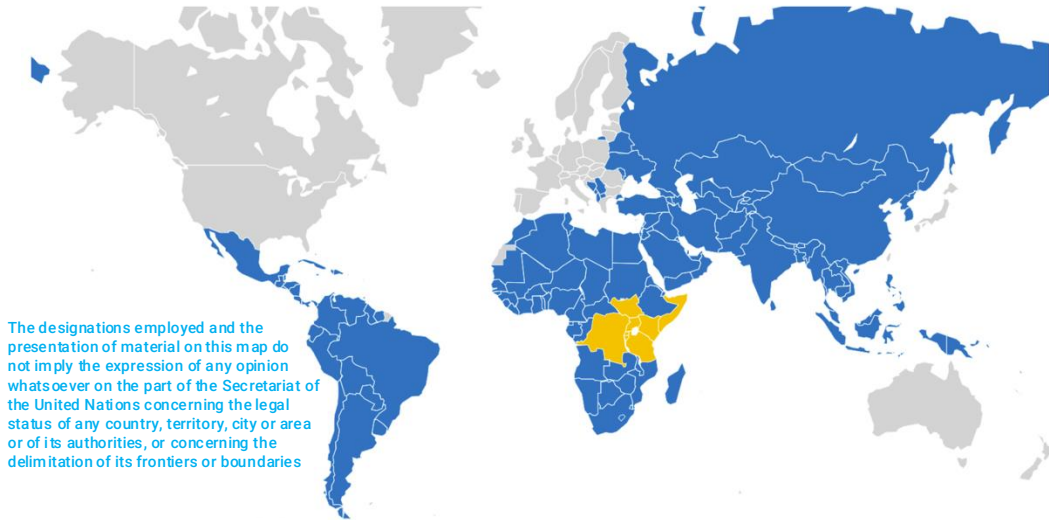 The designations employed and the
presentation of material on this map do
not imply the expression of any opinion
whatsoever on the part of the Secretariat of
the United Nations concerning the legal
status of any country, territory, city or area
or of its authorities, or concerning the
delimitation of its frontiers or boundaries